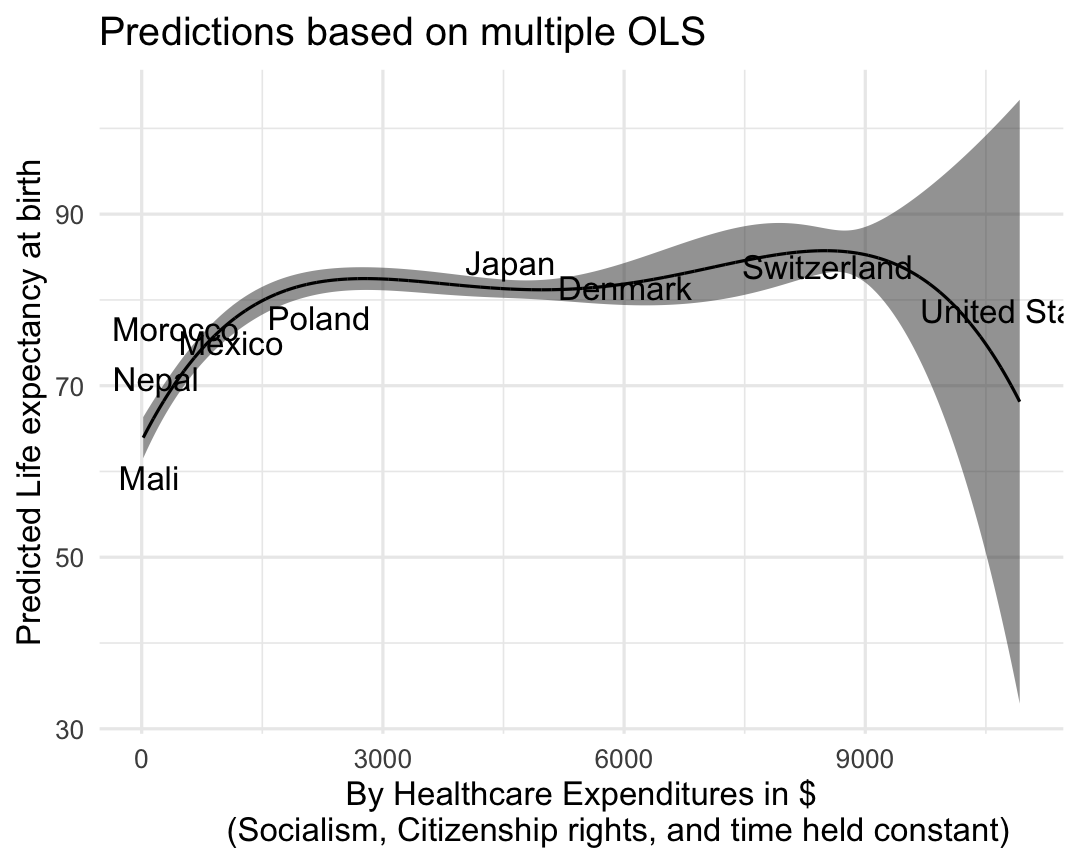 Predictions based on multiple OLS
Predicted Life expectancy at birth
90
70
50
30
Japan
Switzerland
Denmark
United Sta
Poland
Morocco
Mexico
Nepal
Mali
0
3000
6000
9000
By Healthcare Expenditures in $
(Socialism, Citizenship rights, and time held constant)